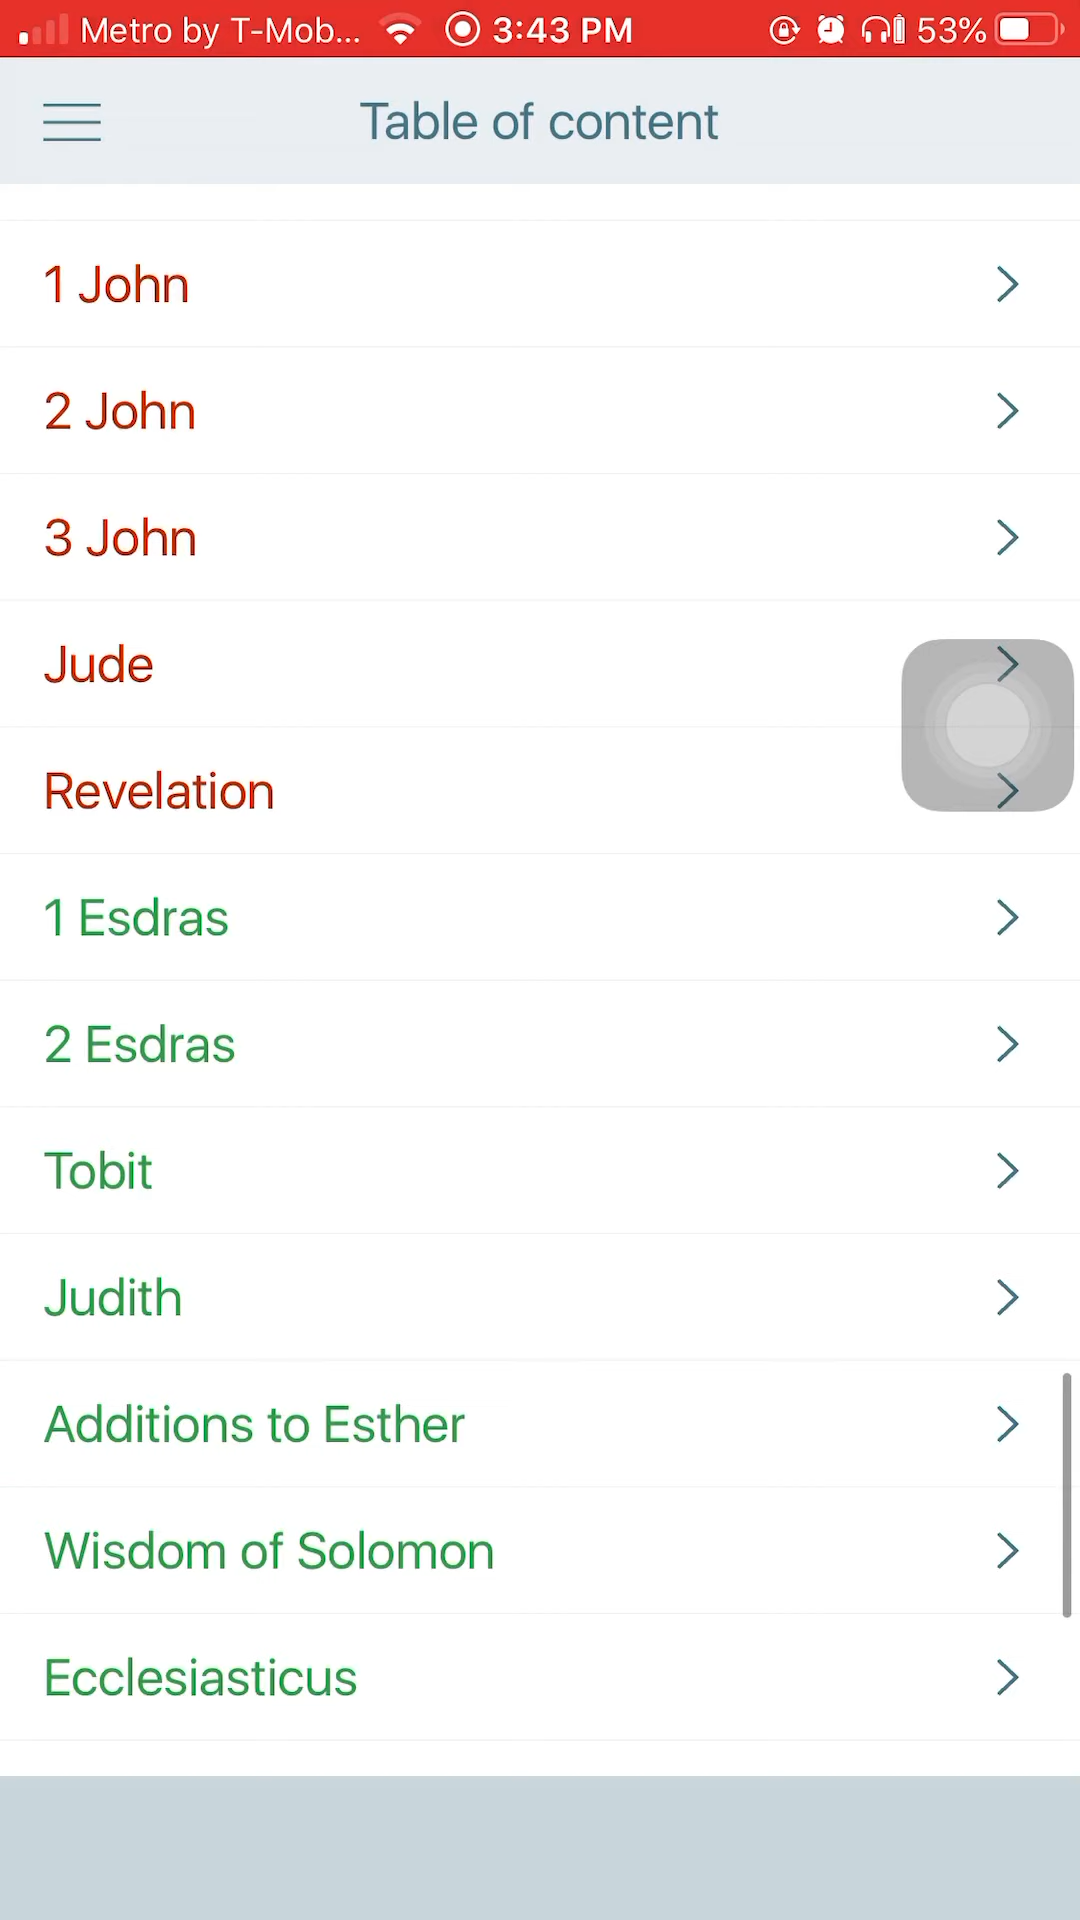 Metro by T-Mob... 3:43 PM 53%
Table of content
1 John
2 John
3 John
Jude
Revelation
1 Esdras
2 Esdras
Tobit
Judith
Additions to Esther
Wisdom of Solomon
Ecclesiasticus